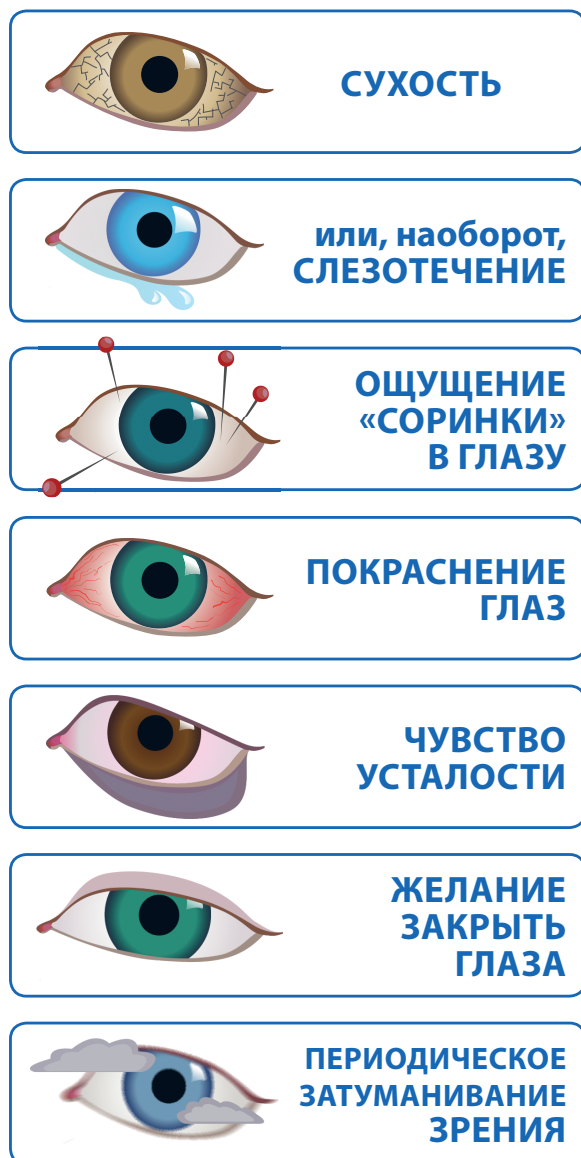 СУХОСТЬ
или, наоборот,
СЛЕЗОТЕЧЕНИЕ
ОЩУЩЕНИЕ
«СОРИНКИ»
В ГЛАЗУ
ПОКРАСНЕНИЕ
ГЛАЗ
ЧУВСТВО
УСТАЛОСТИ
ЖЕЛАНИЕ
ЗАКРЫТЬ
ГЛАЗА
ПЕРИОДИЧЕСКОЕ
ЗАТУМАНИВАНИЕ
ЗРЕНИЯ